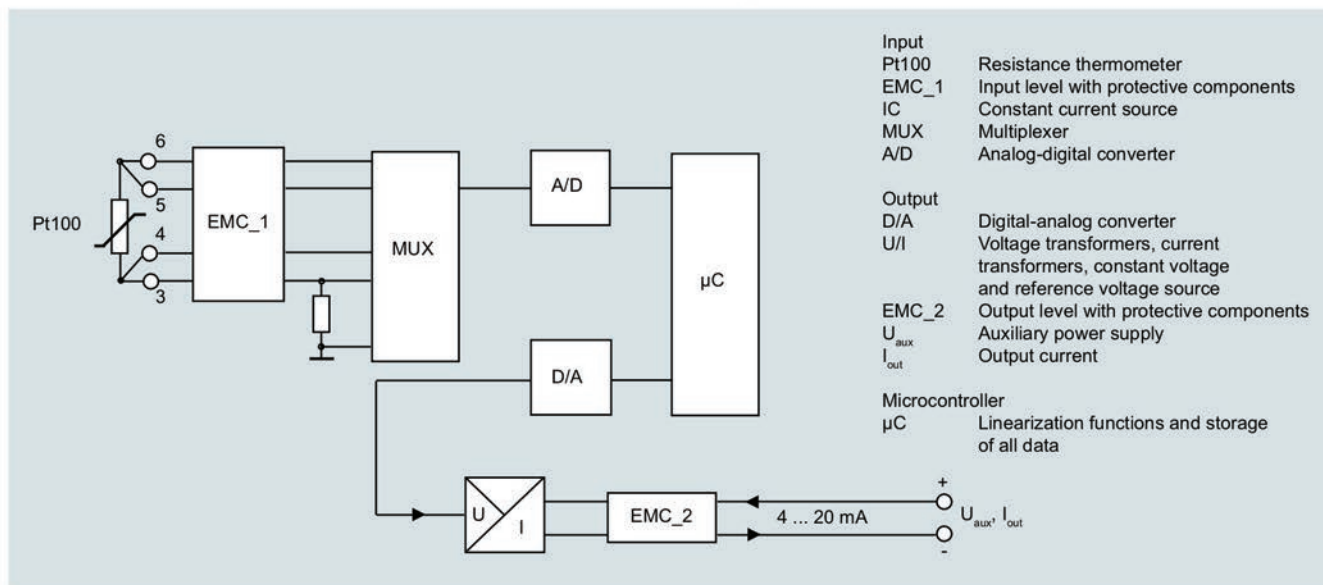 6
5
4
3
Pt100
EMC_1
MUX
A/D
µC
D/A
U
I
EMC_2
4 ... 20 mA
+
-
Uaux, Iout
Input
Pt100 Resistance thermometer
EMC_1 Input level with protective components
IC Constant current source
MUX Multiplexer
A/D Analog-digital converter
Output
D/A Digital-analog converter
U/I Voltage transformers, current
transformers, constant voltage
and reference voltage source
EMC_2 Output level with protective components
Uaux Auxiliary power supply
Iout Output current
Microcontroller
µC Linearization functions and storage
of all data